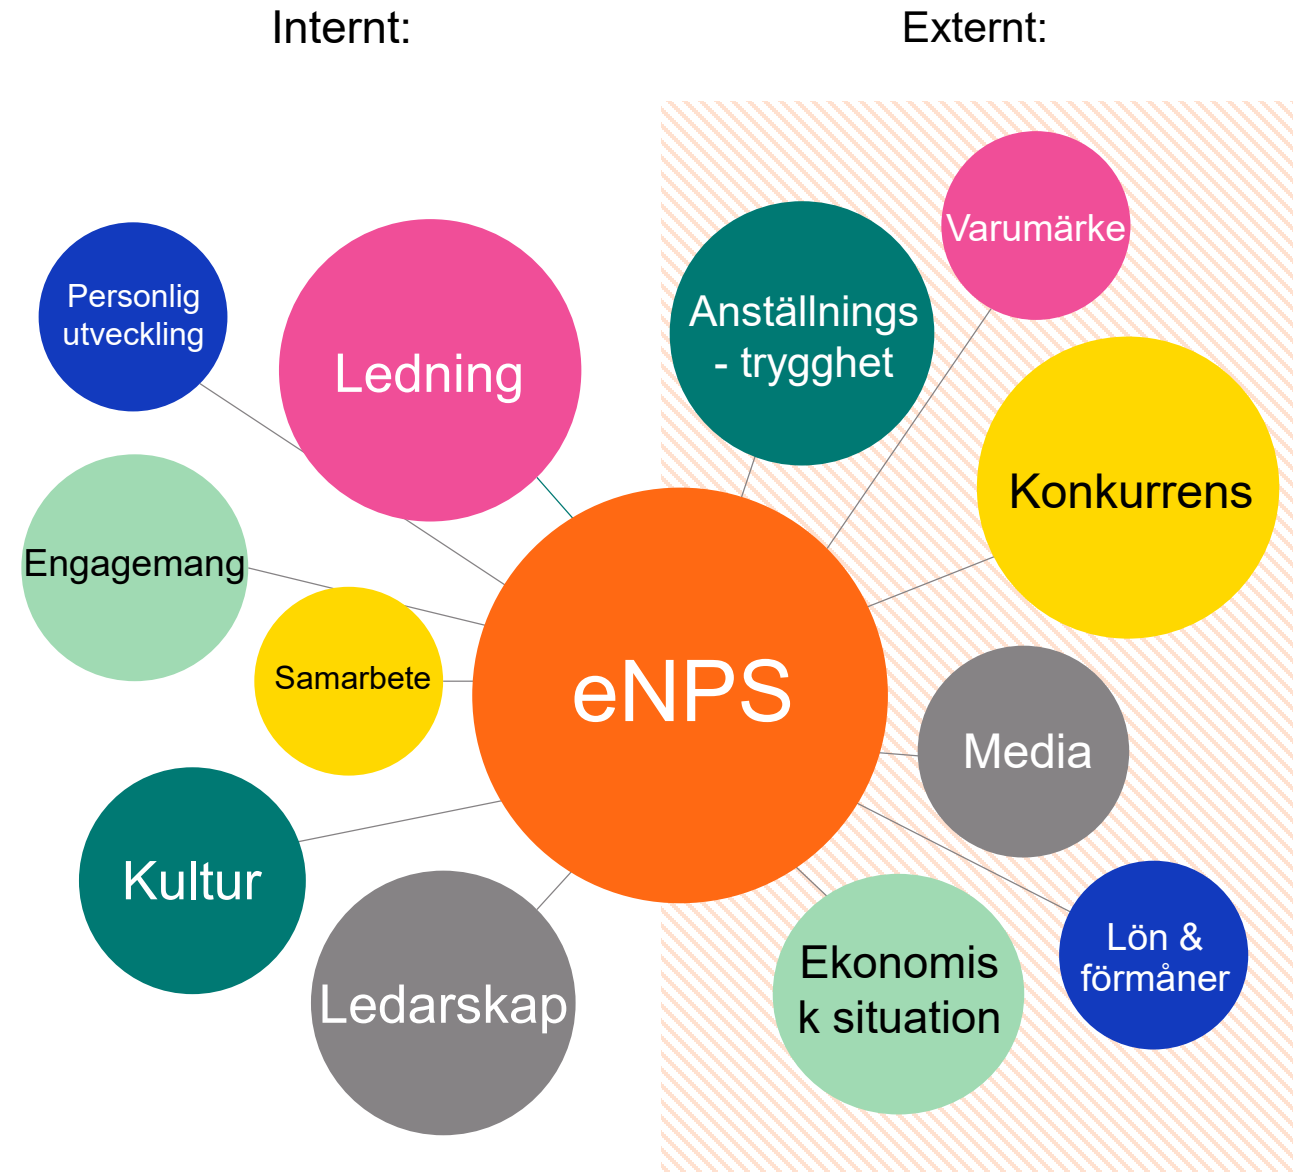 Internt:
Externt:
Personlig
utveckling
Ledning
Engagemang
Samarbete
Kultur
Ledarskap
eNPS
Anställnings
- trygghet
Varumärke
Konkurrens
Media
Lön &
förmåner
Ekonomis
k situation